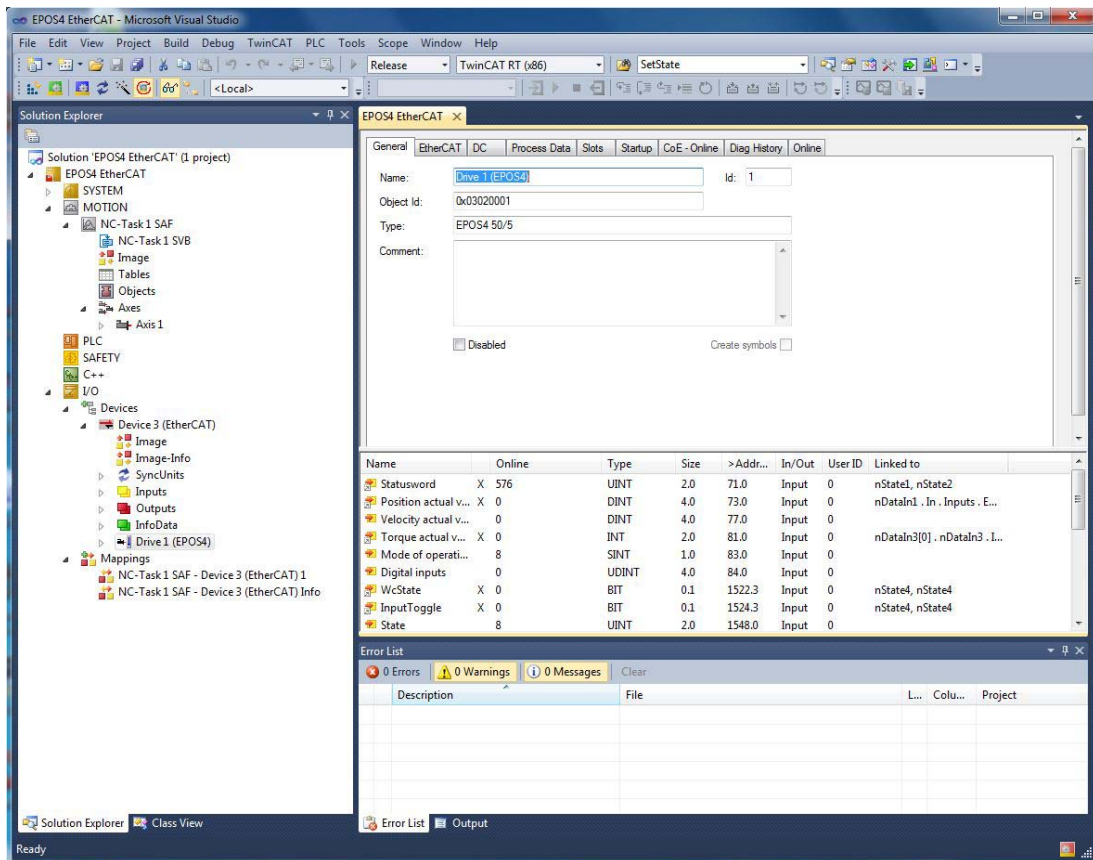 EPOS4 EtherCAT - Microsoft Visual Studio
File Edit View Project Build Debug TwinCAT PLC Tools Scope Window Help
Release TwinCAT RT (x86) SetState
<Local>
Solution Explorer
Solution 'EPOS4 EtherCAT' (1 project)
EPOS4 EtherCAT
SYSTEM
MOTION
NC-Task 1 SAF
NC-Task 1 SVB
Image
Tables
Objects
Axes
Axis 1
PLC
SAFETY
C++
I/O
Devices
Device 3 (EtherCAT)
Image
Image-Info
SyncUnits
Inputs
Outputs
InfoData
Drive 1 (EPOS4)
Mappings
NC-Task 1 SAF - Device 3 (EtherCAT) 1
NC-Task 1 SAF - Device 3 (EtherCAT) Info
Solution Explorer Class View
EPOS4 EtherCAT
General EtherCAT DC Process Data Slots Startup CoE - Online Diag History Online
Name: Drive 1 (EPOS4) Id: 1
Object Id: 0x03020001
Type: EPOS4 50/5
Comment:
Disabled Create symbols
Name Online Type Size >Addr... In/Out User ID Linked to
Statusword X 576 UINT 2.0 71.0 Input 0 nState1, nState2
Position actual v... X 0 DINT 4.0 73.0 Input 0 nDataIn1 . In . Inputs . E...
Velocity actual v... 0 DINT 4.0 77.0 Input 0
Torque actual v... X 0 INT 2.0 81.0 Input 0 nDataIn3[0] . nDataIn3 . I...
Mode of operati... 8 SINT 1.0 83.0 Input 0
Digital inputs 0 UDINT 4.0 84.0 Input 0
WcState X 0 BIT 0.1 1522.3 Input 0 nState4, nState4
InputToggle X 0 BIT 0.1 1524.3 Input 0 nState4, nState4
State 8 UINT 2.0 1548.0 Input 0
Error List
0 Errors 0 Warnings 0 Messages Clear
Description File L... Colu... Project
Error List Output
Ready